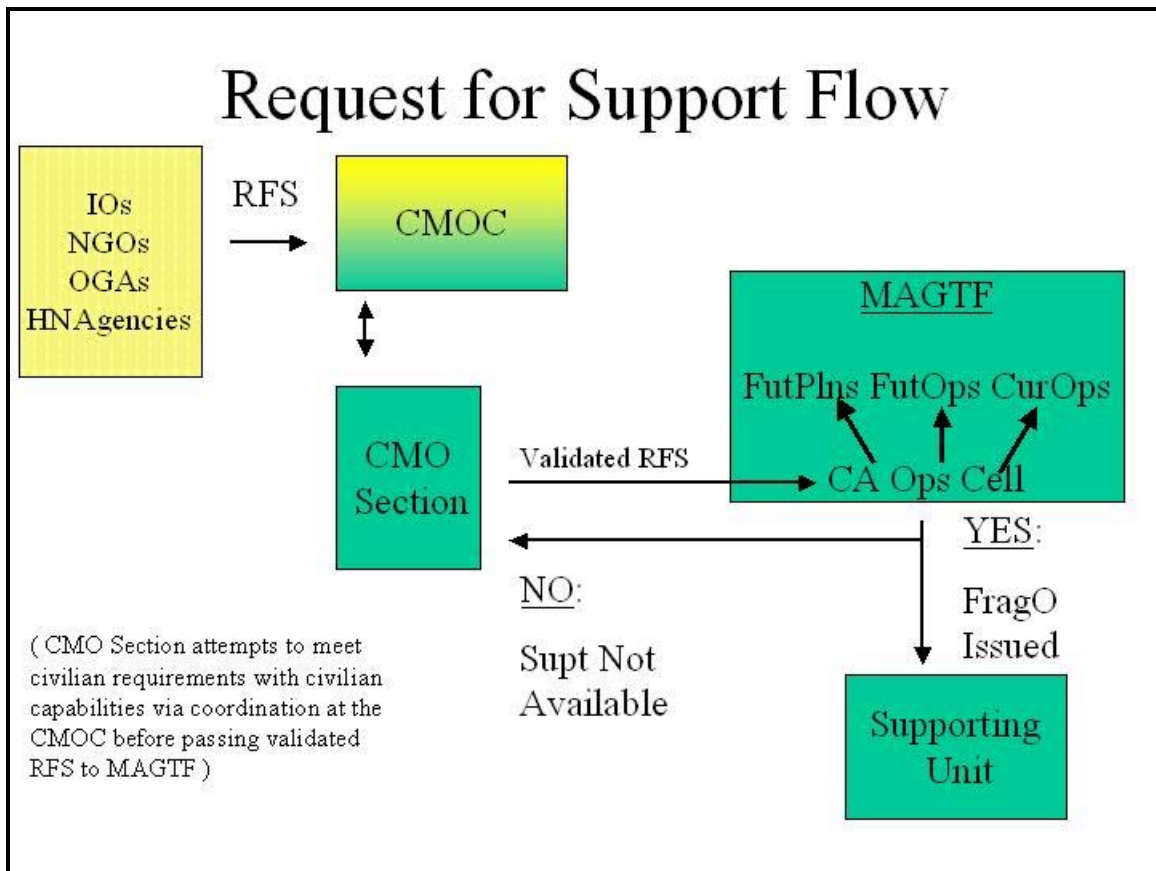 Request for Support Flow
IOs
NGOs
OGAs
HNAgencies
RFS
CMOC
MAGTF
FutPlns FutOps CurOps
CA Ops Cell
CMO
Section
Validated RFS
YES:
FragO
Issued
NO:
Supt Not
Available
Supporting
Unit
( CMO Section attempts to meet
civilian requirements with civilian
capabilities via coordination at the
CMOC before passing validated
RFS to MAGTF )